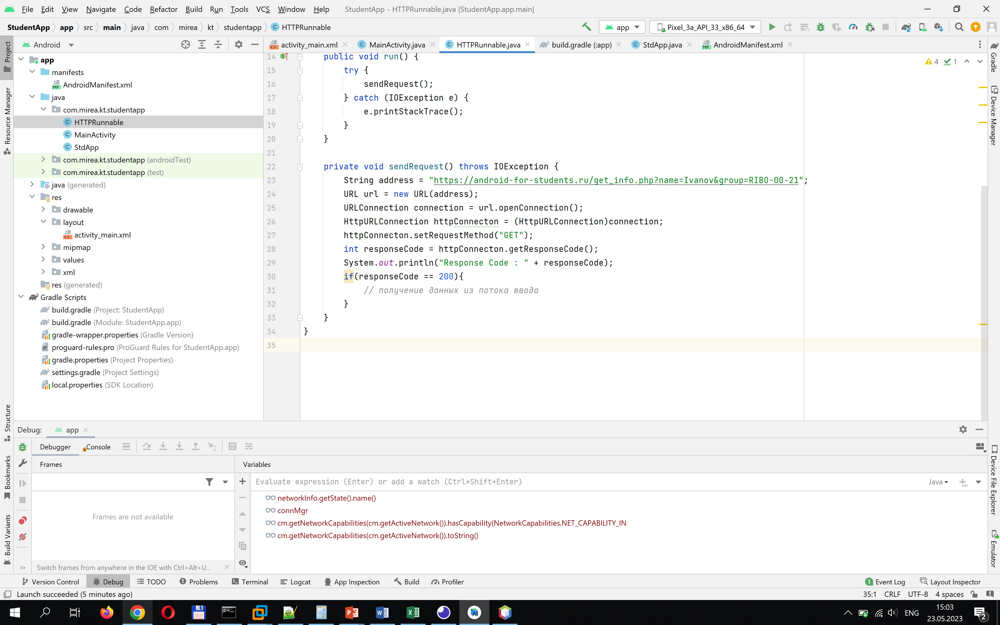 File Edit View Navigate Code Refactor Build Run Tools VCS Window Help StudentApp - HTTPRunnable.java [StudentApp.app.main]
StudentApp app src main java com mirea kt studentapp HTTPRunnable app Pixel_3a_API_33_x86_64
Android
activity_main.xml MainActivity.java HTTPRunnable.java build.gradle (:app) StdApp.java AndroidManifest.xml
Project
Resource Manager
Structure
Bookmarks
Build Variants
app
manifests
AndroidManifest.xml
java
com.mirea.kt.studentapp
HTTPRunnable
MainActivity
StdApp
com.mirea.kt.studentapp (androidTest)
com.mirea.kt.studentapp (test)
java (generated)
res
drawable
layout
activity_main.xml
mipmap
values
xml
res (generated)
Gradle Scripts
build.gradle (Project: StudentApp)
build.gradle (Module: StudentApp.app)
gradle-wrapper.properties (Gradle Version)
proguard-rules.pro (ProGuard Rules for StudentApp.app)
gradle.properties (Project Properties)
settings.gradle (Project Settings)
local.properties (SDK Location)
4 1
14 public void run() {
15 try {
16 sendRequest();
17 } catch (IOException e) {
18 e.printStackTrace();
19 }
20 }
21
22 private void sendRequest() throws IOException {
23 String address = "https://android-for-students.ru/get_info.php?name=Ivanov&group=RIBO-00-21";
24 URL url = new URL(address);
25 URLConnection connection = url.openConnection();
26 HttpURLConnection httpConnecton = (HttpURLConnection)connection;
27 httpConnecton.setRequestMethod("GET");
28 int responseCode = httpConnecton.getResponseCode();
29 System.out.println("Response Code : " + responseCode);
30 if(responseCode == 200){
31 // получение данных из потока ввода
32 }
33 }
34 }
35
Gradle
Device Manager
Device File Explorer
Emulator
Debug: app
Debugger Console
Frames Variables
Evaluate expression (Enter) or add a watch (Ctrl+Shift+Enter) Java
networkInfo.getState().name()
connMgr
cm.getNetworkCapabilities(cm.getActiveNetwork()).hasCapability(NetworkCapabilities.NET_CAPABILITY_IN
cm.getNetworkCapabilities(cm.getActiveNetwork()).toString()
Frames are not available
Switch frames from anywhere in the IDE with Ctrl+Alt+U...
Version Control Debug TODO Problems Terminal Logcat App Inspection Build Profiler 1 Event Log Layout Inspector
Launch succeeded (5 minutes ago) 35:1 CRLF UTF-8 4 spaces
ENG 15:03
23.05.2023 2